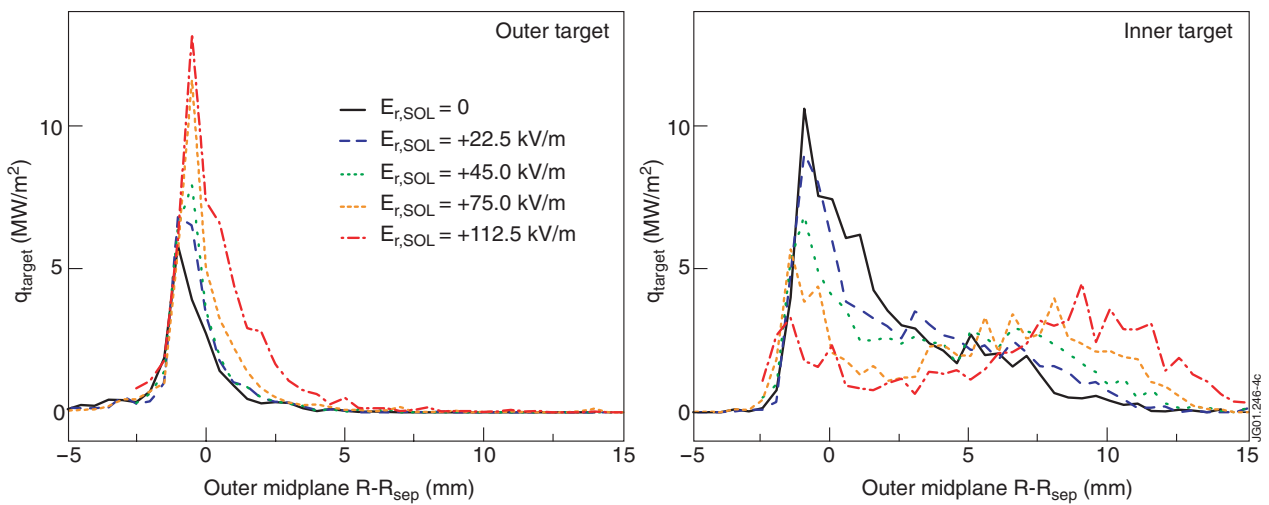 Outer target
10
5
0
q_target (MW/m²)
E_r,SOL = 0
E_r,SOL = +22.5 kV/m
E_r,SOL = +45.0 kV/m
E_r,SOL = +75.0 kV/m
E_r,SOL = +112.5 kV/m
–5 0 5 10 15
Outer midplane R-R_sep (mm)
Inner target
10
5
0
q_target (MW/m²)
–5 0 5 10 15
Outer midplane R-R_sep (mm)
JG01.246-4c